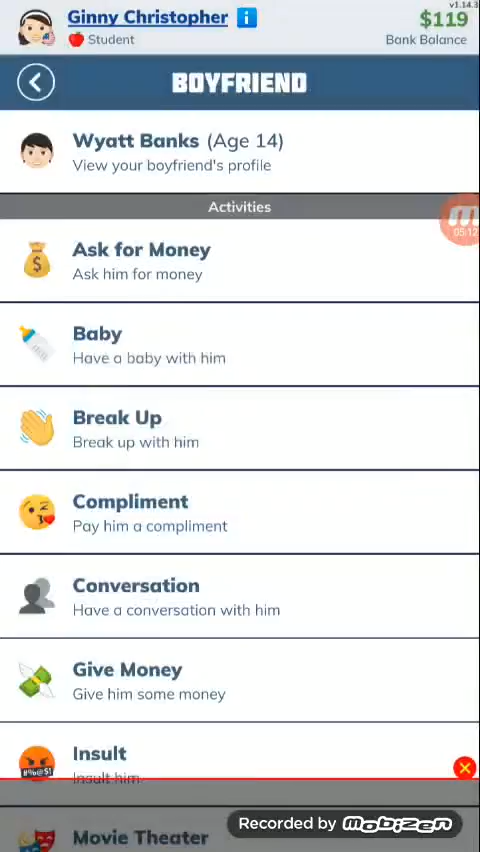 v1.14.3
Ginny Christopher
$119
Student
Bank Balance
BOYFRIEND
Wyatt Banks (Age 14)
View your boyfriend's profile
Activities
05:12
Ask for Money
Ask him for money
Baby
Have a baby with him
Break Up
Break up with him
Compliment
Pay him a compliment
Conversation
Have a conversation with him
Give Money
Give him some money
Insult
#%@$!
Insult him
Recorded by Mobizen
Movie Theater